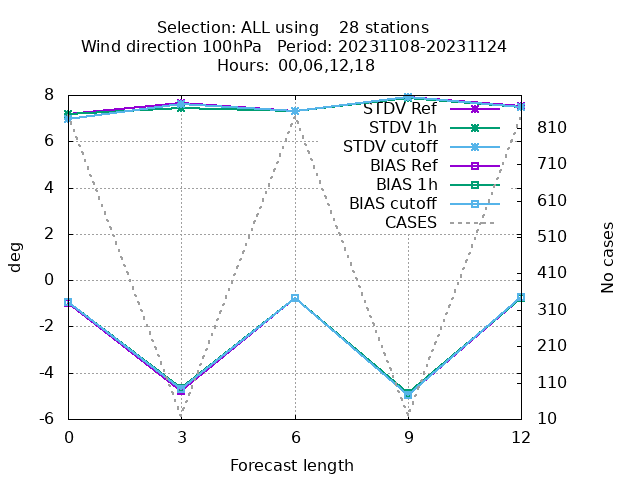 Selection: ALL using    28 stations
Wind direction 100hPa   Period: 20231108-20231124
Hours:  00,06,12,18
STDV Ref
STDV 1h
STDV cutoff
BIAS Ref
BIAS 1h
BIAS cutoff
CASES
8
6
4
2
0
-2
-4
-6
deg
810
710
610
510
410
310
210
110
10
No cases
0
3
6
9
12
Forecast length